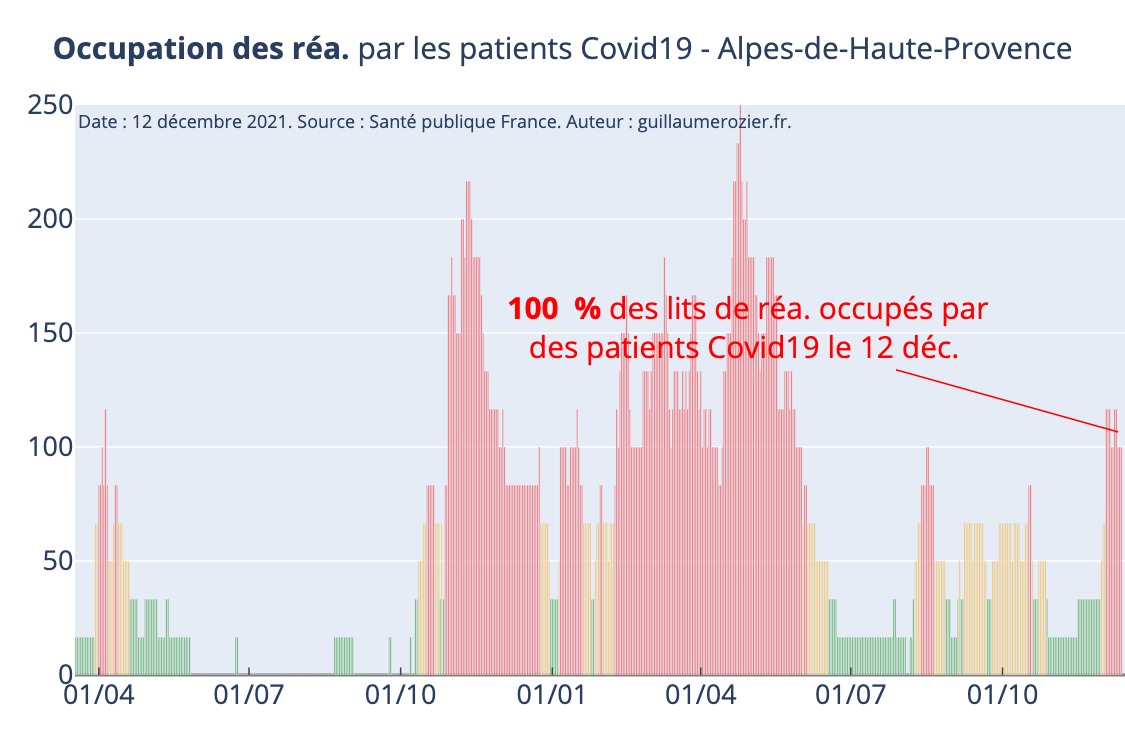 Occupation des réa. par les patients Covid19 - Alpes-de-Haute-Provence
250
Date : 12 décembre 2021. Source : Santé publique France. Auteur : guillaumerozier.fr.
200
100 % des lits de réa. occupés par
150
des patients Covid19 le 12 déc.
100
50
0
01/04 01/07 01/10 01/01 01/04 01/07 01/10